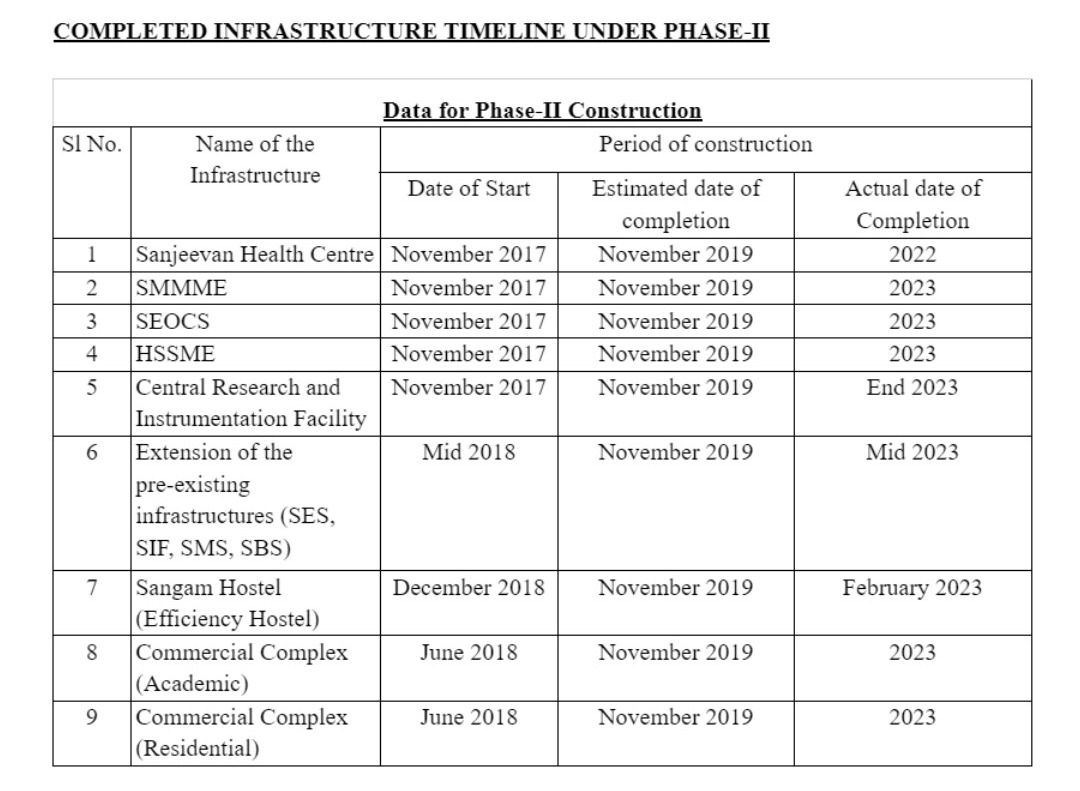 COMPLETED INFRASTRUCTURE TIMELINE UNDER PHASE-II
Data for Phase-II Construction
Sl No.
Name of the
Infrastructure
Period of construction
Date of Start
Estimated date of
completion
Actual date of
Completion
1 Sanjeevan Health Centre November 2017 November 2019 2022
2 SMMME November 2017 November 2019 2023
3 SEOCS November 2017 November 2019 2023
4 HSSME November 2017 November 2019 2023
5 Central Research and November 2017 November 2019 End 2023
Instrumentation Facility
6 Extension of the Mid 2018 November 2019 Mid 2023
pre-existing
infrastructures (SES,
SIF, SMS, SBS)
7 Sangam Hostel December 2018 November 2019 February 2023
(Efficiency Hostel)
8 Commercial Complex June 2018 November 2019 2023
(Academic)
9 Commercial Complex June 2018 November 2019 2023
(Residential)